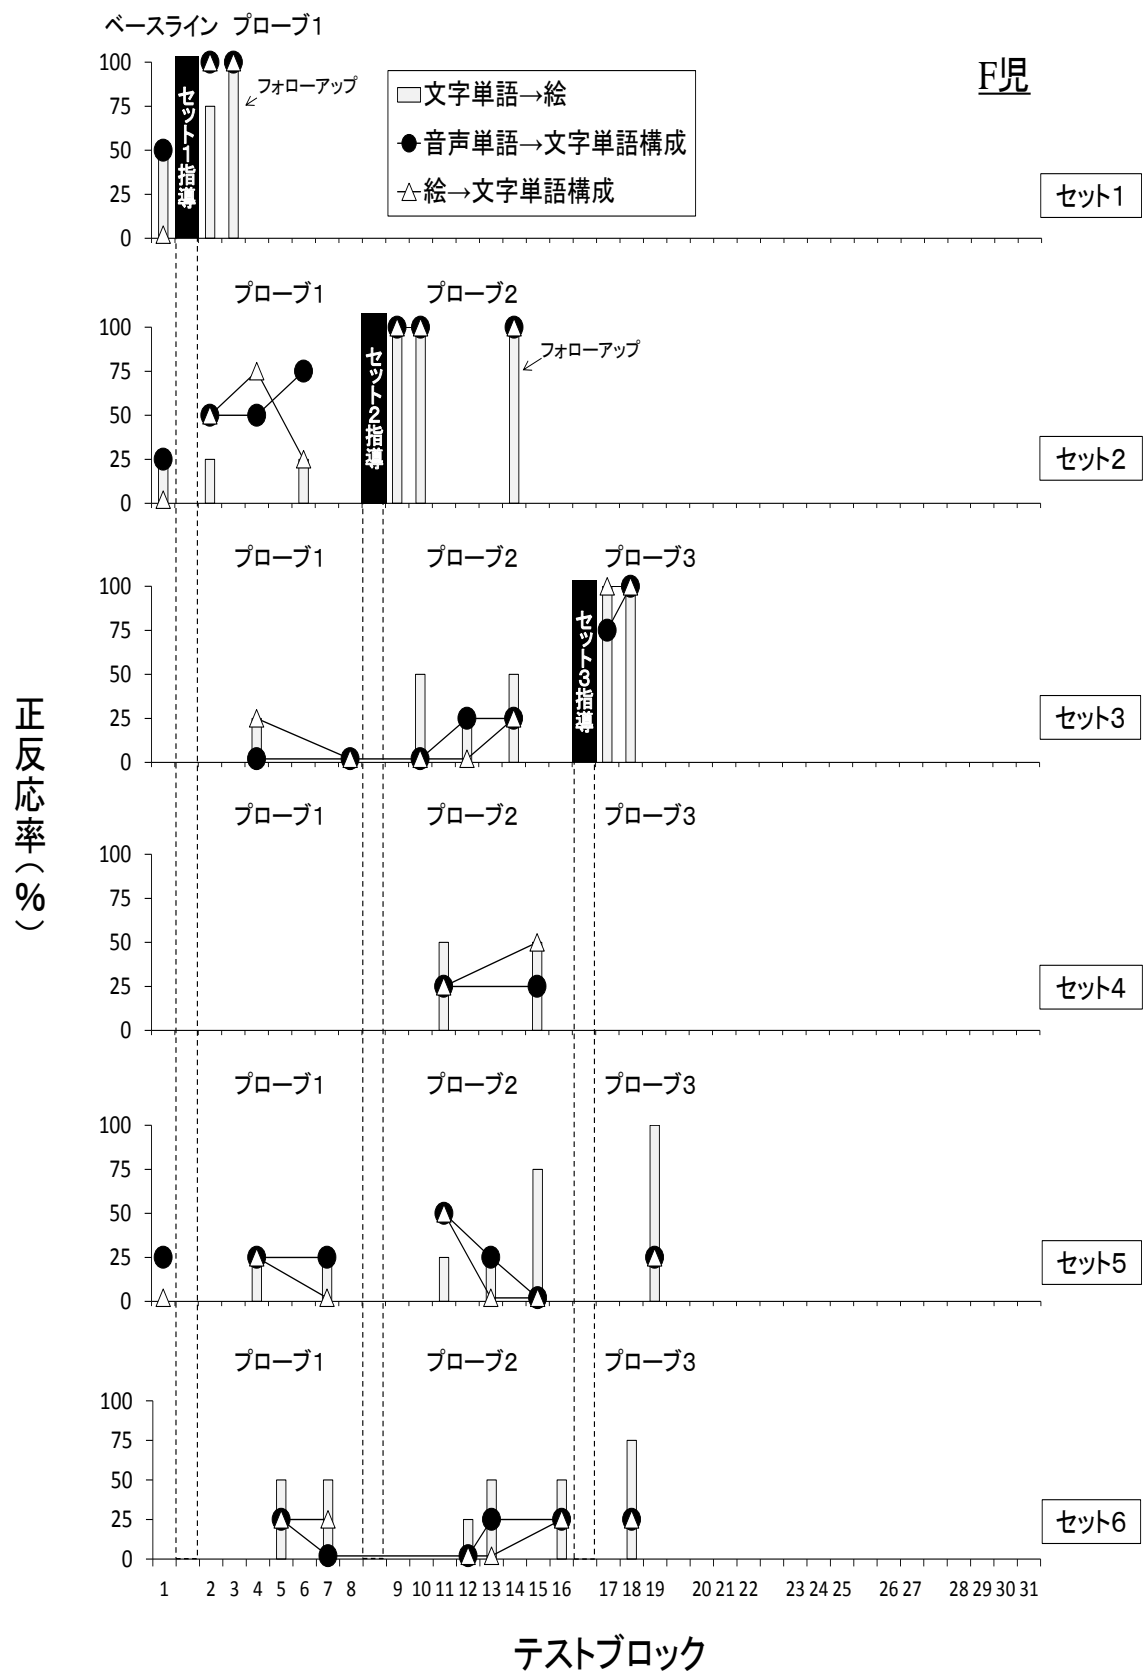 ベースライン プローブ1
F児
100
75
50
25
0
セット1指導
フォローアップ
文字単語→絵
音声単語→文字単語構成
絵→文字単語構成
セット1
プローブ1 プローブ2
100
75
50
25
0
セット2指導
フォローアップ
セット2
プローブ1 プローブ2 プローブ3
100
75
50
25
0
セット3指導
セット3
プローブ1 プローブ2 プローブ3
100
75
50
25
0
セット4
プローブ1 プローブ2 プローブ3
100
75
50
25
0
セット5
プローブ1 プローブ2 プローブ3
100
75
50
25
0
セット6
1 2 3 4 5 6 7 8 9 10 11 12 13 14 15 16 17 18 19 20 21 22 23 24 25 26 27 28 29 30 31
正反応率(%)
テストブロック